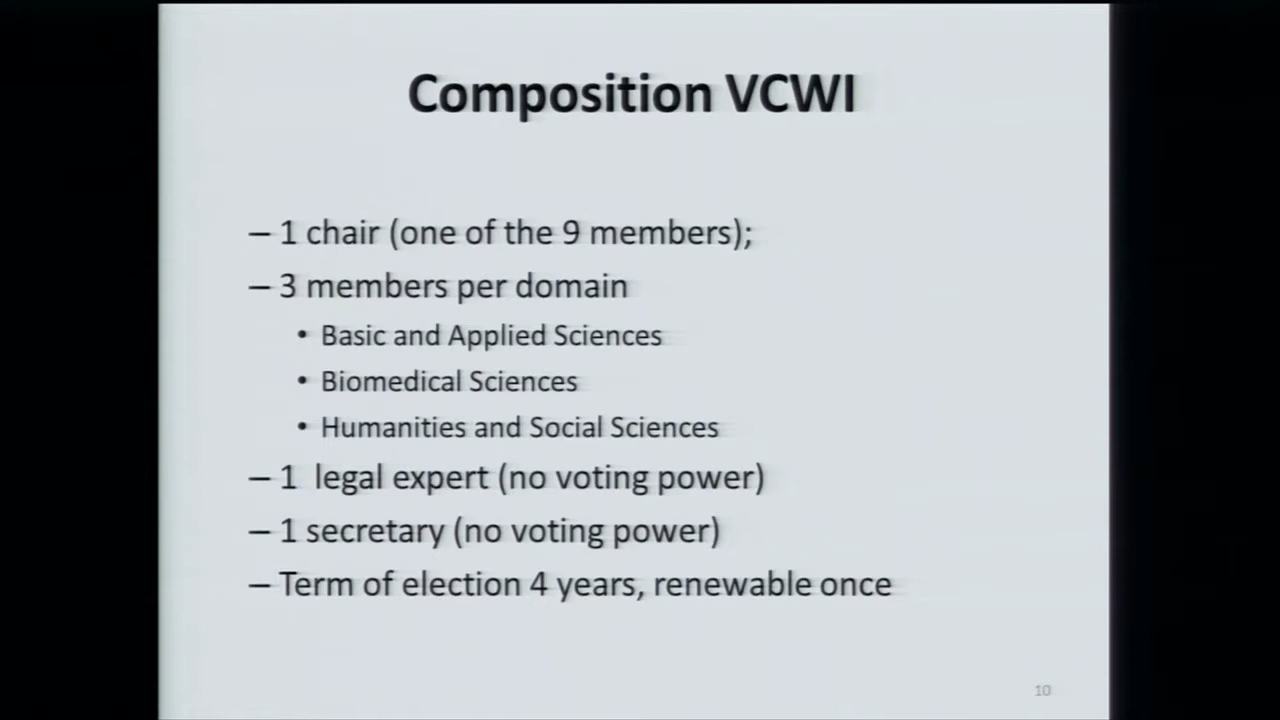 Composition VCWI
– 1 chair (one of the 9 members);
– 3 members per domain
• Basic and Applied Sciences
• Biomedical Sciences
• Humanities and Social Sciences
– 1 legal expert (no voting power)
– 1 secretary (no voting power)
– Term of election 4 years, renewable once
10